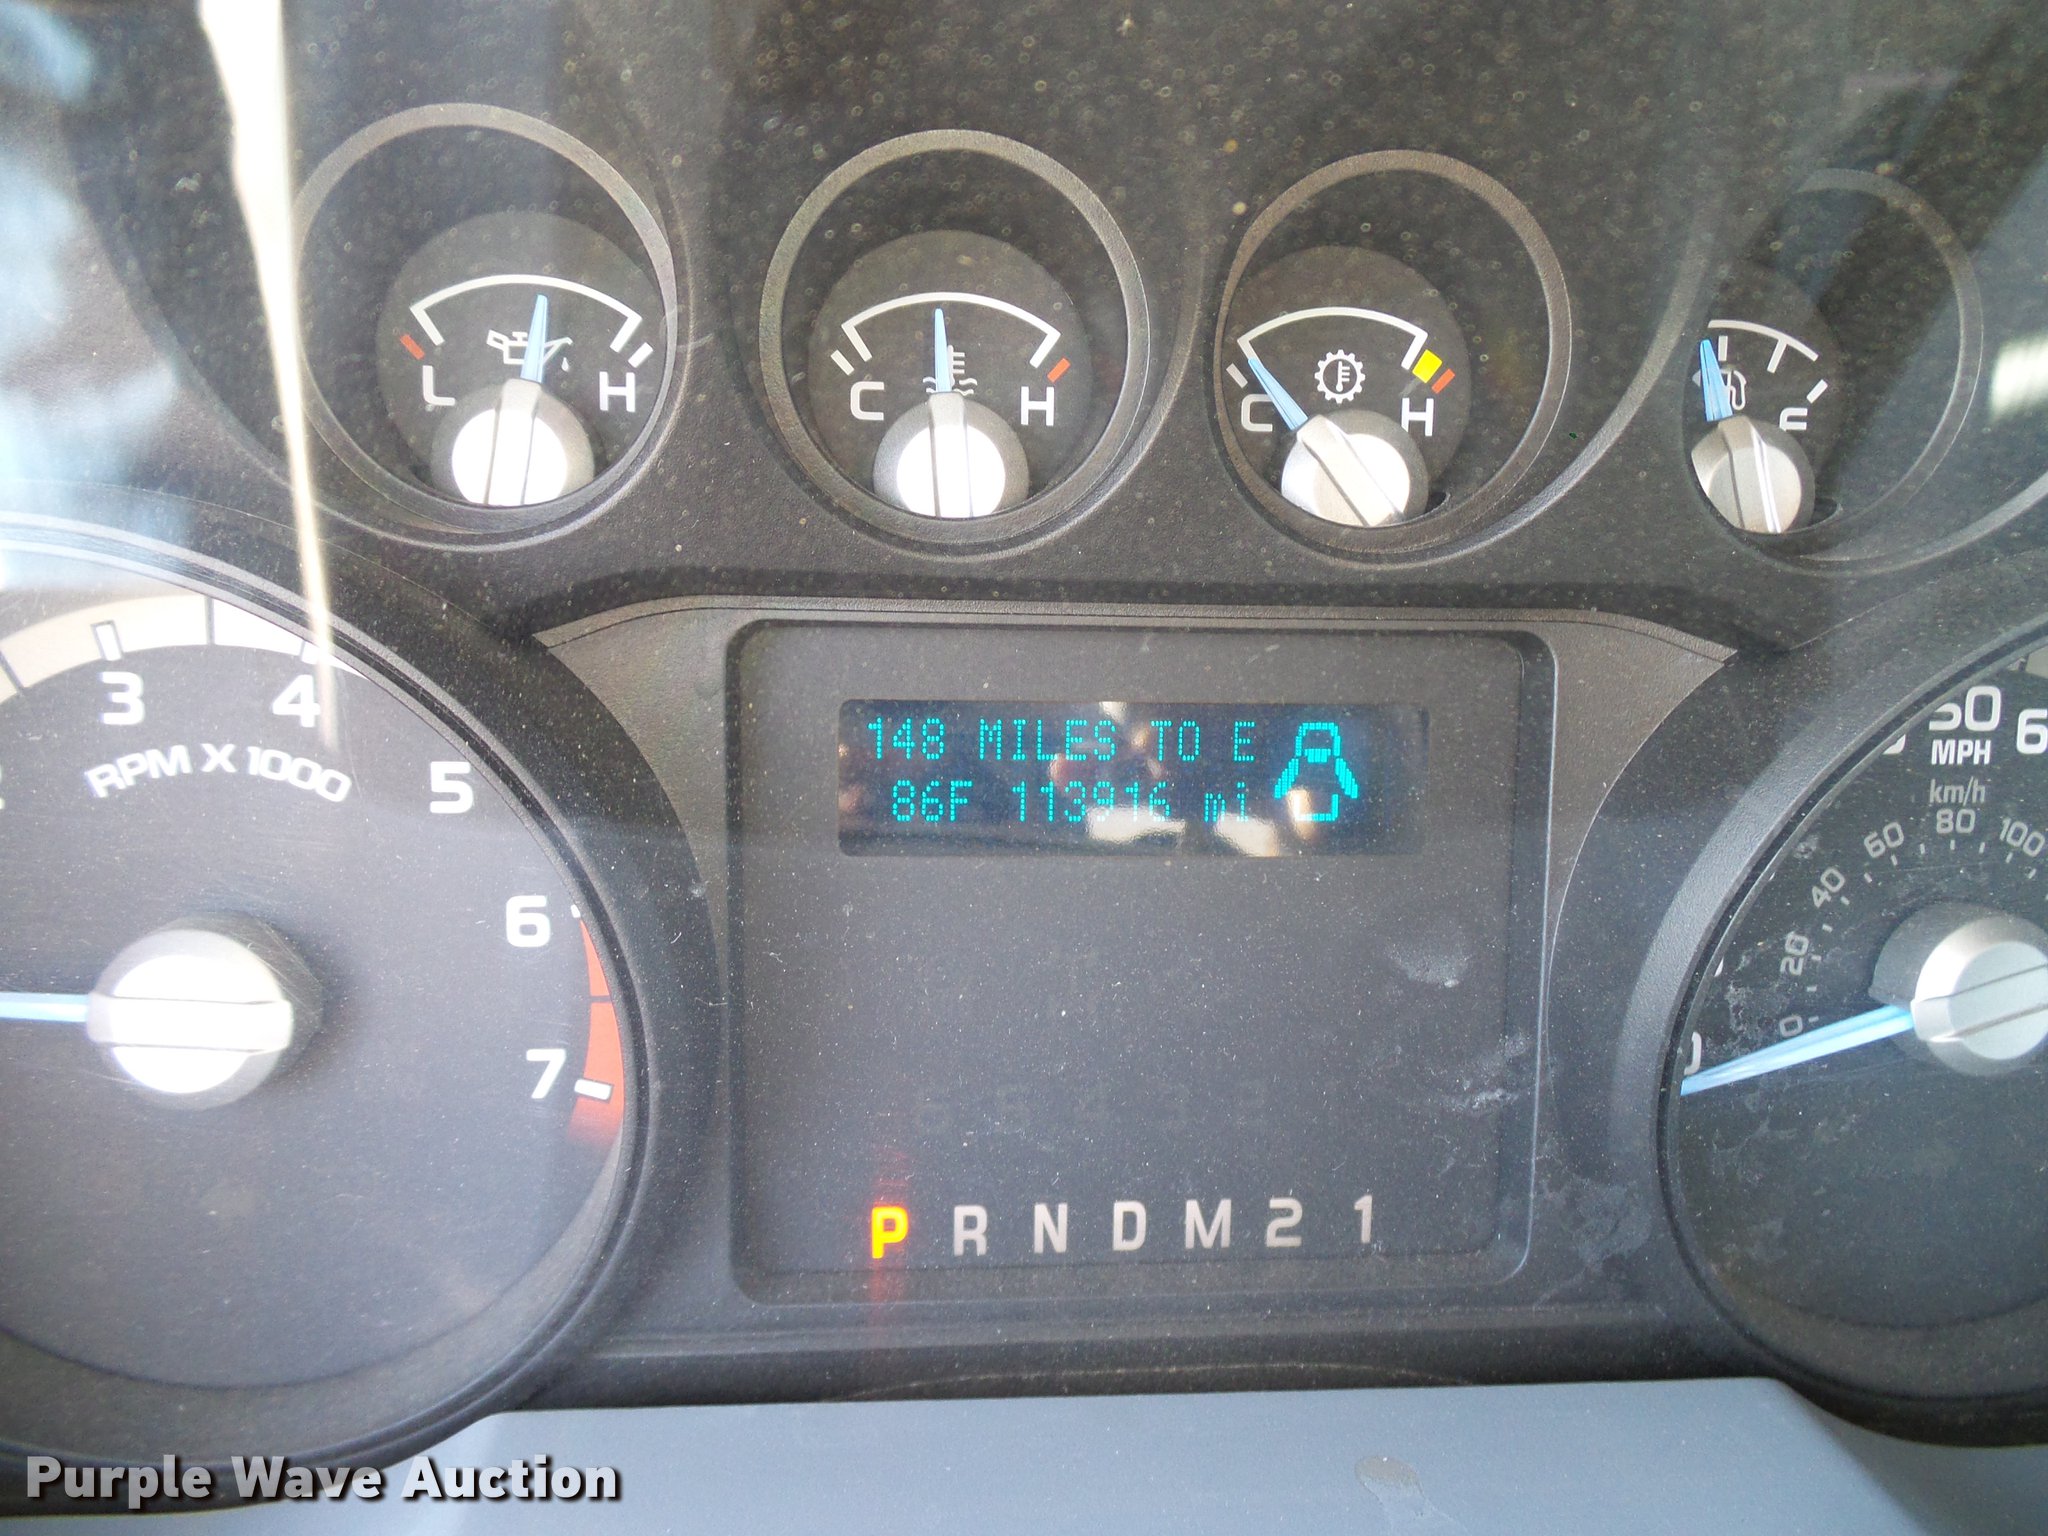 L H
C H
C H
F
3 4 5 6 7
RPM X 1000
148 MILES TO E
86F 113916 mi
50 6
MPH
km/h
0 20 40 60 80 100
P R N D M 2 1
Purple Wave Auction